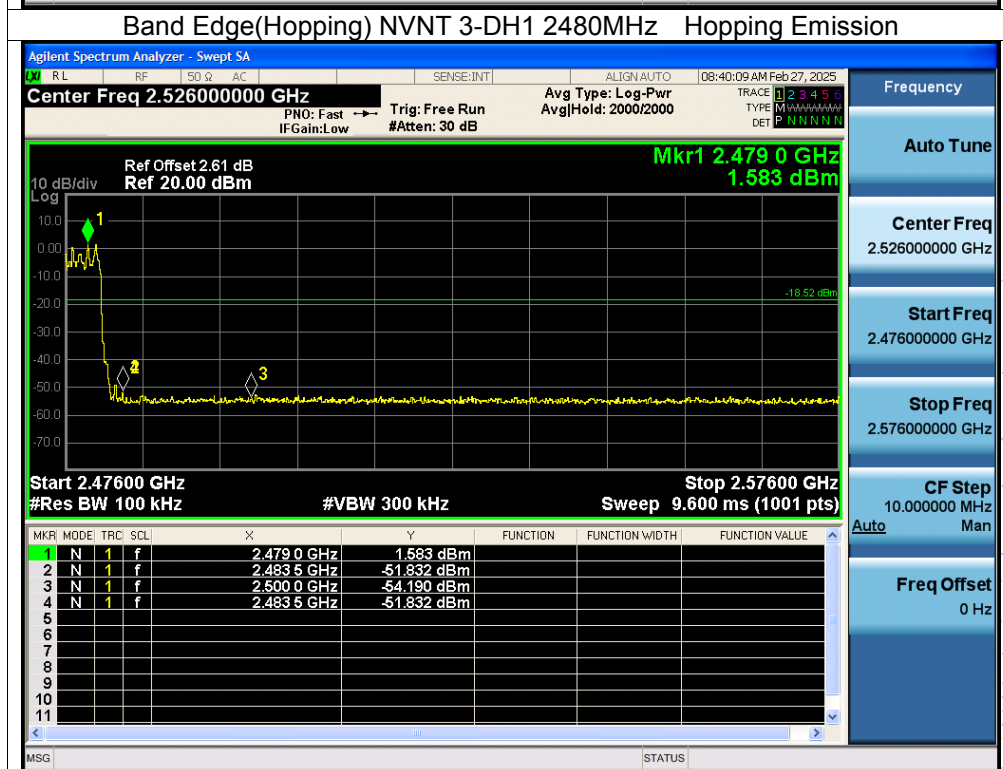 Band Edge(Hopping) NVNT 3-DH1 2480MHz Hopping Emission
Agilent Spectrum Analyzer - Swept SA
LXI RL RF 50 Ω AC SENSE:INT ALIGN AUTO 08:40:09 AM Feb 27, 2025
Center Freq 2.526000000 GHz
PNO: Fast
IFGain:Low
Trig: Free Run
#Atten: 30 dB
Avg Type: Log-Pwr
Avg|Hold: 2000/2000
TRACE 1 2 3 4 5 6
TYPE M
DET P N N N N N
Frequency
Mkr1 2.479 0 GHz
1.583 dBm
Ref Offset 2.61 dB
10 dB/div Ref 20.00 dBm
Log
10.0
0.00
-10.0
-20.0
-30.0
-40.0
-50.0
-60.0
-70.0
1
-18.52 dBm
3
Start 2.47600 GHz Stop 2.57600 GHz
#Res BW 100 kHz #VBW 300 kHz Sweep 9.600 ms (1001 pts)
MKR MODE TRC SCL X Y FUNCTION FUNCTION WIDTH FUNCTION VALUE
1 N 1 f 2.479 0 GHz 1.583 dBm
2 N 1 f 2.483 5 GHz -51.832 dBm
3 N 1 f 2.500 0 GHz -54.190 dBm
4 N 1 f 2.483 5 GHz -51.832 dBm
5
6
7
8
9
10
11
Auto Tune
Center Freq
2.526000000 GHz
Start Freq
2.476000000 GHz
Stop Freq
2.576000000 GHz
CF Step
10.000000 MHz
Auto Man
Freq Offset
0 Hz
MSG STATUS